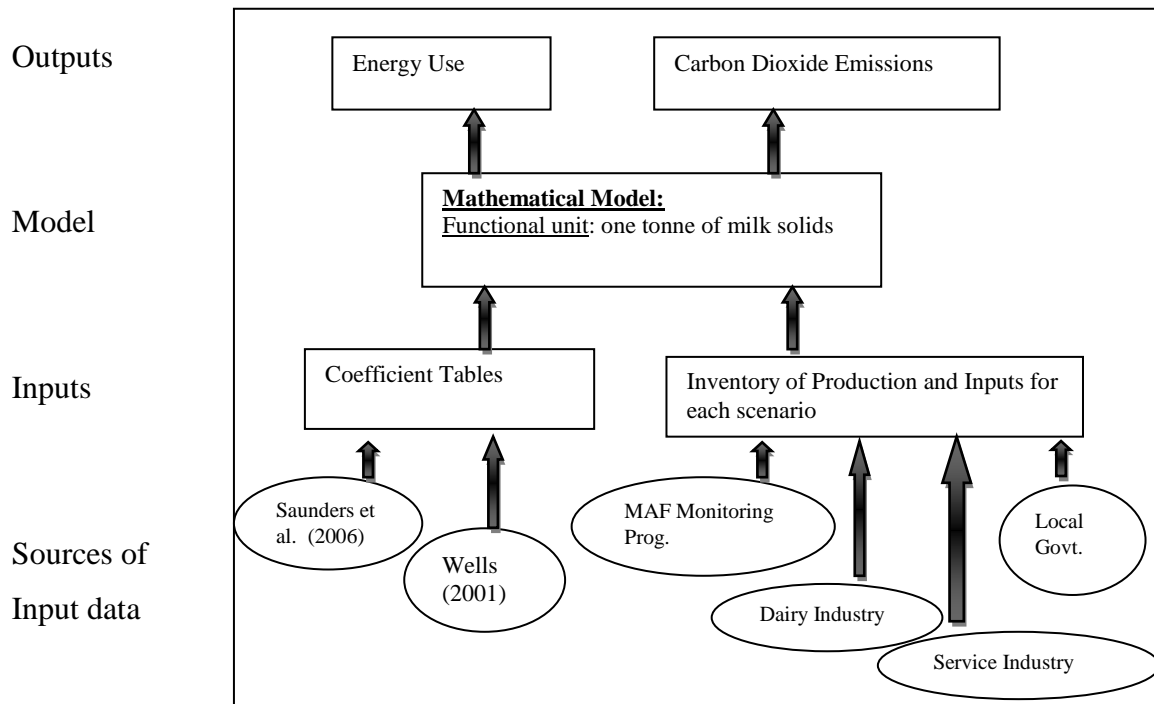 Outputs
Energy Use
Carbon Dioxide Emissions
Model
Mathematical Model:
Functional unit: one tonne of milk solids
Inputs
Coefficient Tables
Inventory of Production and Inputs for
each scenario
Sources of
Input data
Saunders et
al. (2006)
Wells
(2001)
MAF Monitoring
Prog.
Dairy Industry
Service Industry
Local
Govt.